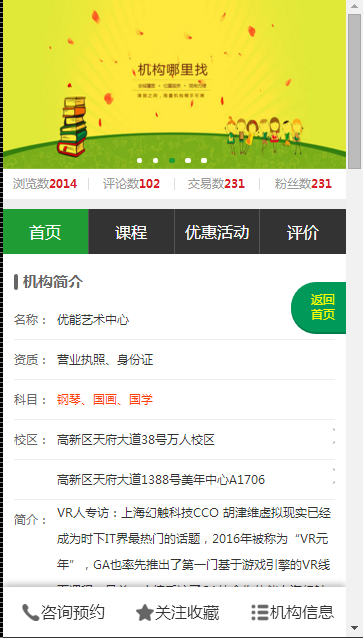 机构哪里找
浏览数2014 评论数102 交易数231 粉丝数231
首页 课程 优惠活动 评价
机构简介
返回
首页
名称： 优能艺术中心
资质： 营业执照、身份证
科目： 钢琴、国画、国学
校区： 高新区天府大道38号万人校区
高新区天府大道1388号美年中心A1706
简介： VR人专访：上海幻触科技CCO 胡津维虚拟现实已经
成为时下IT界最热门的话题，2016年被称为“VR元
年”，GA也率先推出了第一门基于游戏引擎的VR线
咨询预约 关注收藏 机构信息